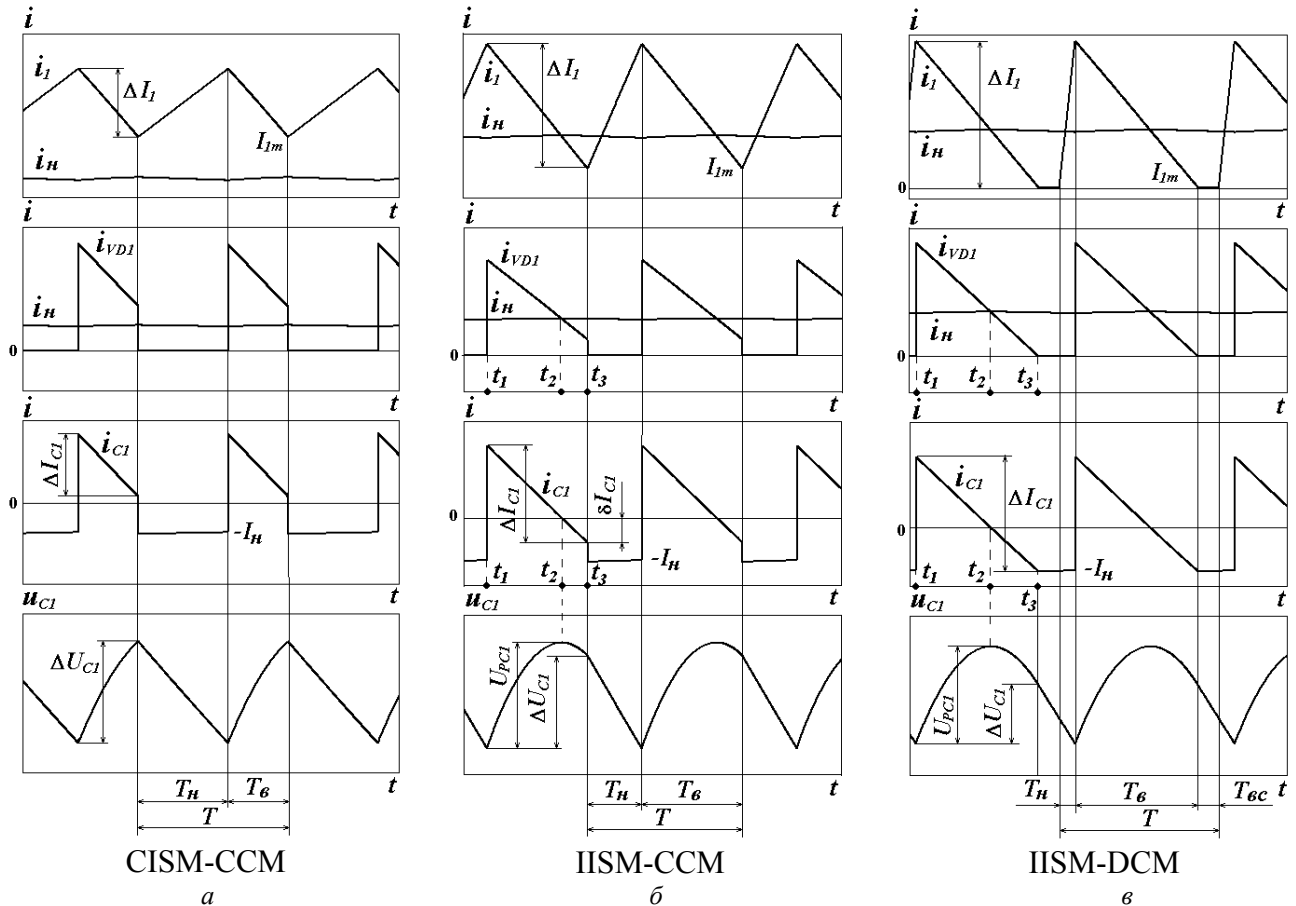 i
i₁
ΔI₁
I₁ₘ
iн
t
i
iVD1
iн
0
t
i
iC1
ΔIC1
0
-Iн
t
uC1
ΔUC1
t
Tн
Tв
T
CISM-CCM
а
i
i₁
ΔI₁
iн
I₁ₘ
t
i
iVD1
iн
0
t₁
t₂
t₃
t
i
iC1
ΔIC1
δIC1
0
-Iн
t₁
t₂
t₃
t
uC1
UPC1
ΔUC1
t
Tн
Tв
T
IISM-CCM
б
i
i₁
ΔI₁
iн
I₁ₘ
0
t
i
iVD1
iн
0
t₁
t₂
t₃
t
i
iC1
ΔIC1
0
-Iн
t₁
t₂
t₃
t
uC1
UPC1
ΔUC1
t
Tн
Tв
Tвс
T
IISM-DCM
в